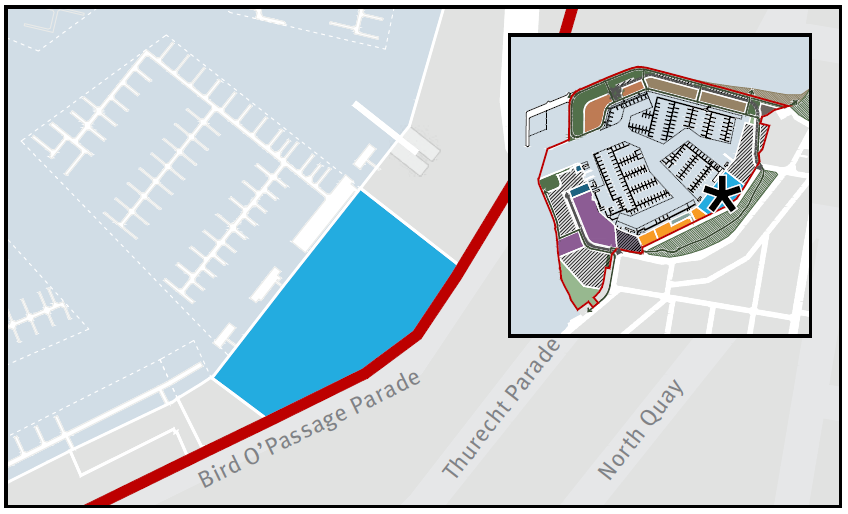 Bird O'Passage Parade
Thurecht Parade
North Quay